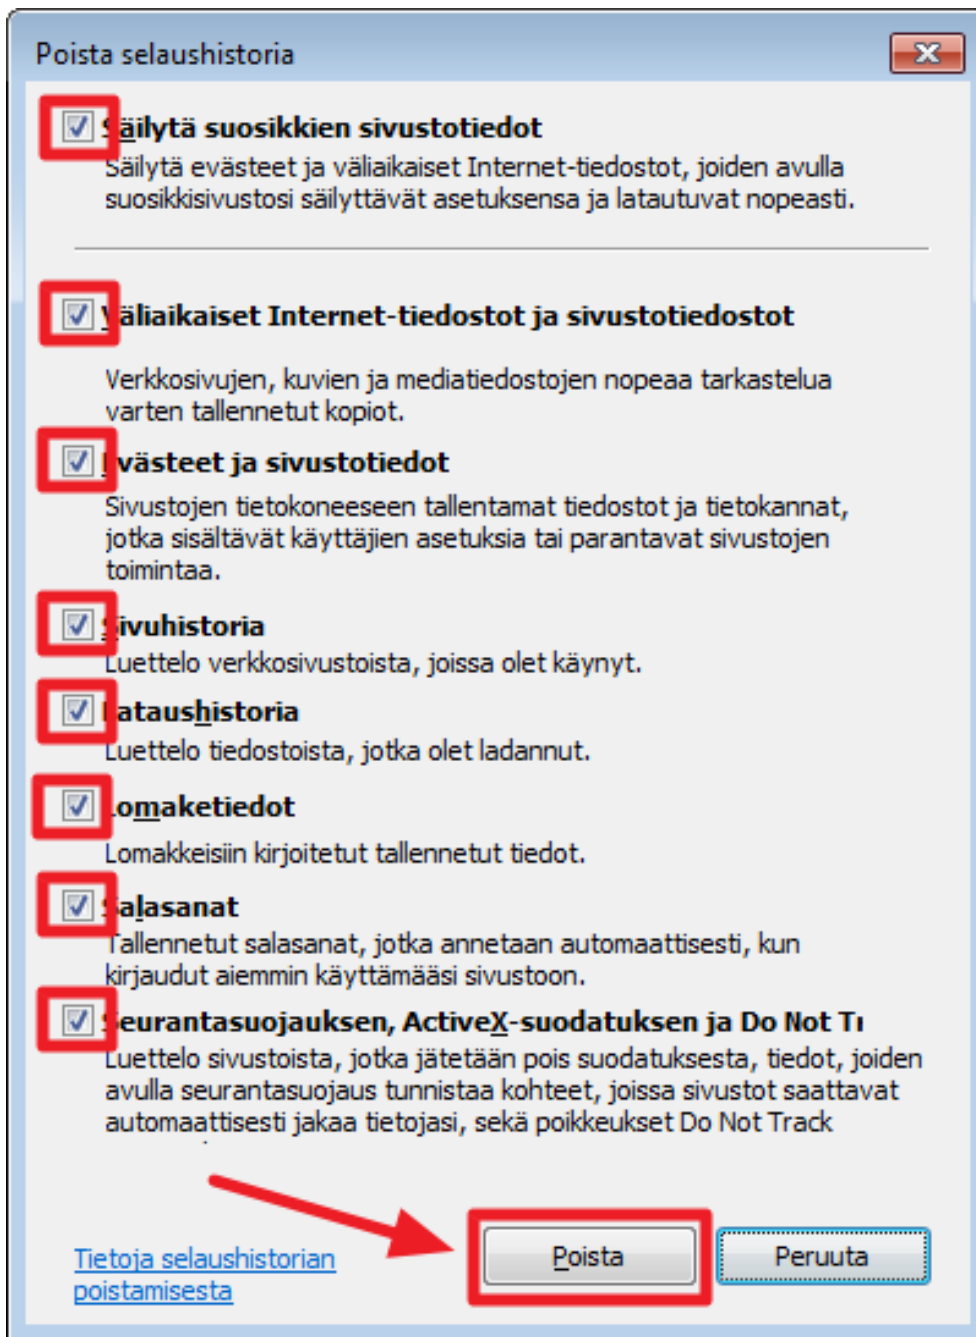 Poista selaushistoria
Säilytä suosikkien sivustotiedot
Säilytä evästeet ja väliaikaiset Internet-tiedostot, joiden avulla
suosikkisivustosi säilyttävät asetuksensa ja latautuvat nopeasti.
Väliaikaiset Internet-tiedostot ja sivustotiedostot
Verkkosivujen, kuvien ja mediatiedostojen nopeaa tarkastelua
varten tallennetut kopiot.
Evästeet ja sivustotiedot
Sivustojen tietokoneeseen tallentamat tiedostot ja tietokannat,
jotka sisältävät käyttäjien asetuksia tai parantavat sivustojen
toimintaa.
Sivuhistoria
Luettelo verkkosivustoista, joissa olet käynyt.
Lataushistoria
Luettelo tiedostoista, jotka olet ladannut.
Lomaketiedot
Lomakkeisiin kirjoitetut tallennetut tiedot.
Salasanat
Tallennetut salasanat, jotka annetaan automaattisesti, kun
kirjaudut aiemmin käyttämääsi sivustoon.
Seurantasuojauksen, ActiveX-suodatuksen ja Do Not
Luettelo sivustoista, jotka jätetään pois suodatuksesta, tiedot, joiden
avulla seurantasuojaus tunnistaa kohteet, joissa sivustot saattavat
automaattisesti jakaa tietojasi, sekä poikkeukset Do Not Track
Tietoja selaushistorian
poistamisesta
Poista
Peruuta